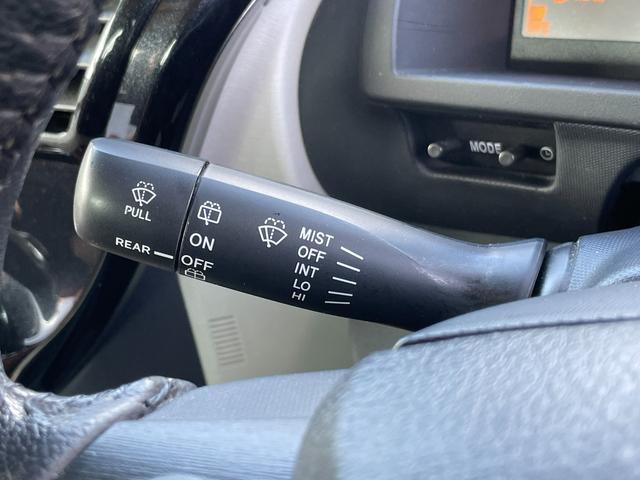 MODE
PULL
REAR
ON
OFF
MIST
OFF
INT
LO
HI